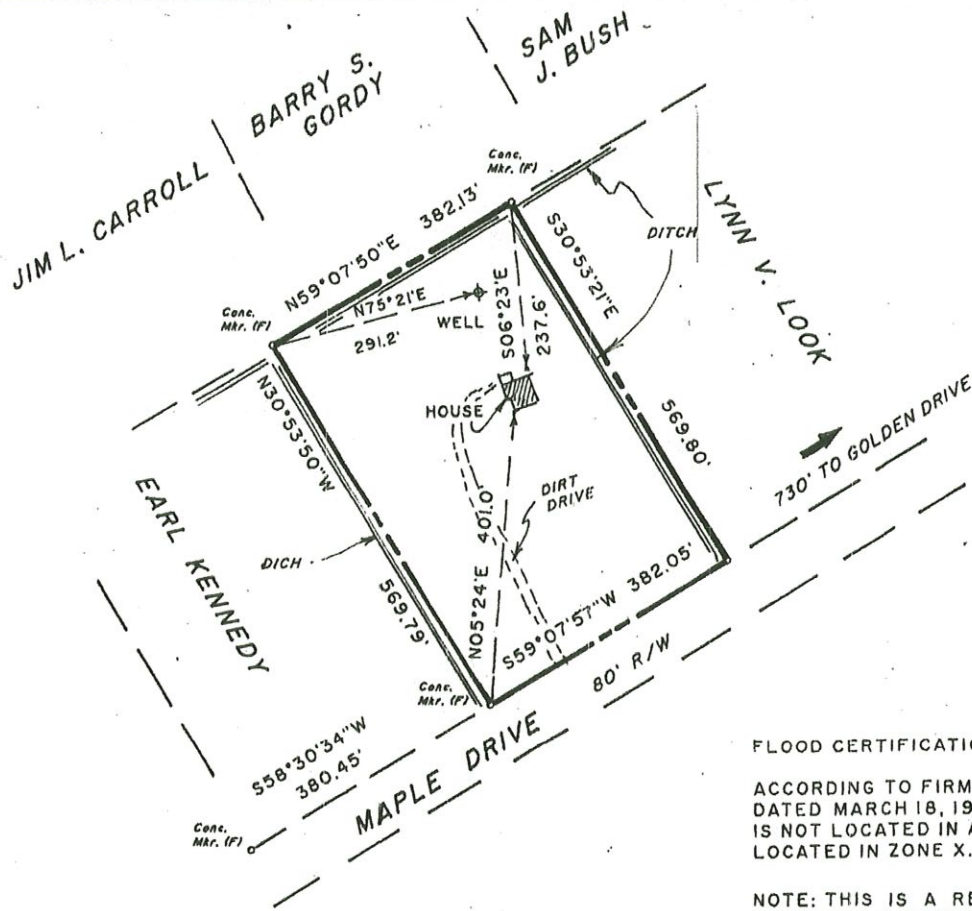 SAM
J. BUSH
BARRY S.
GORDY
JIM L. CARROLL
Conc.
Mkr. (F)
N59°07'50"E 382.13'
DITCH
LYNN V. LOOK
S30°53'21"E
569.80'
Conc.
Mkr. (F)
N75°21'E
291.2'
WELL
S06°23'E
237.6'
HOUSE
N30°53'50"W
569.79'
EARL KENNEDY
DICH
DIRT
DRIVE
N05°24'E 401.0'
730' TO GOLDEN DRIVE
S59°07'57"W 382.05'
80' R/W
Conc.
Mkr. (F)
MAPLE DRIVE
S58°30'34"W
380.45'
Conc.
Mkr. (F)
FLOOD CERTIFICATIO
ACCORDING TO FIRM
DATED MARCH 18, 19
IS NOT LOCATED IN A
LOCATED IN ZONE X.
NOTE: THIS IS A RE